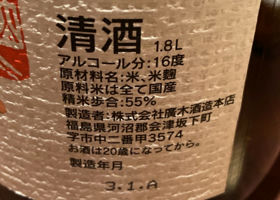 清酒 1.8L
アルコール分:16度
原材料名:米、米麹
原料米は全て国産
精米歩合:55%
製造者:株式会社廣木酒造本店
福島県河沼郡会津坂下町
字市中二番甲3574
お酒は20歳になってから。
製造年月
3.1.A